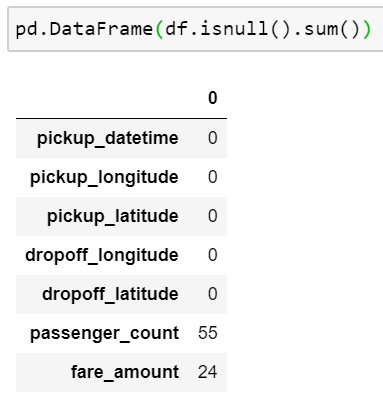 pd.DataFrame(df.isnull().sum())
0
pickup_datetime 0
pickup_longitude 0
pickup_latitude 0
dropoff_longitude 0
dropoff_latitude 0
passenger_count 55
fare_amount 24